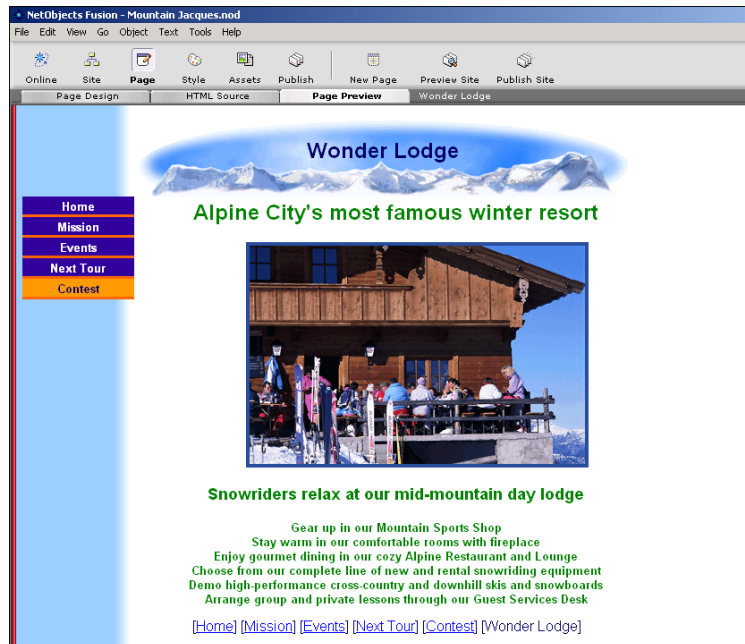 NetObjects Fusion - Mountain Jacques.nod
File Edit View Go Object Text Tools Help
Online Site Page Style Assets Publish New Page Preview Site Publish Site
Page Design HTML Source Page Preview Wonder Lodge
Wonder Lodge
Home
Mission
Events
Next Tour
Contest
Alpine City's most famous winter resort
Snowriders relax at our mid-mountain day lodge
Gear up in our Mountain Sports Shop
Stay warm in our comfortable rooms with fireplace
Enjoy gourmet dining in our cozy Alpine Restaurant and Lounge
Choose from our complete line of new and rental snowriding equipment
Demo high-performance cross-country and downhill skis and snowboards
Arrange group and private lessons through our Guest Services Desk
[Home] [Mission] [Events] [Next Tour] [Contest] [Wonder Lodge]